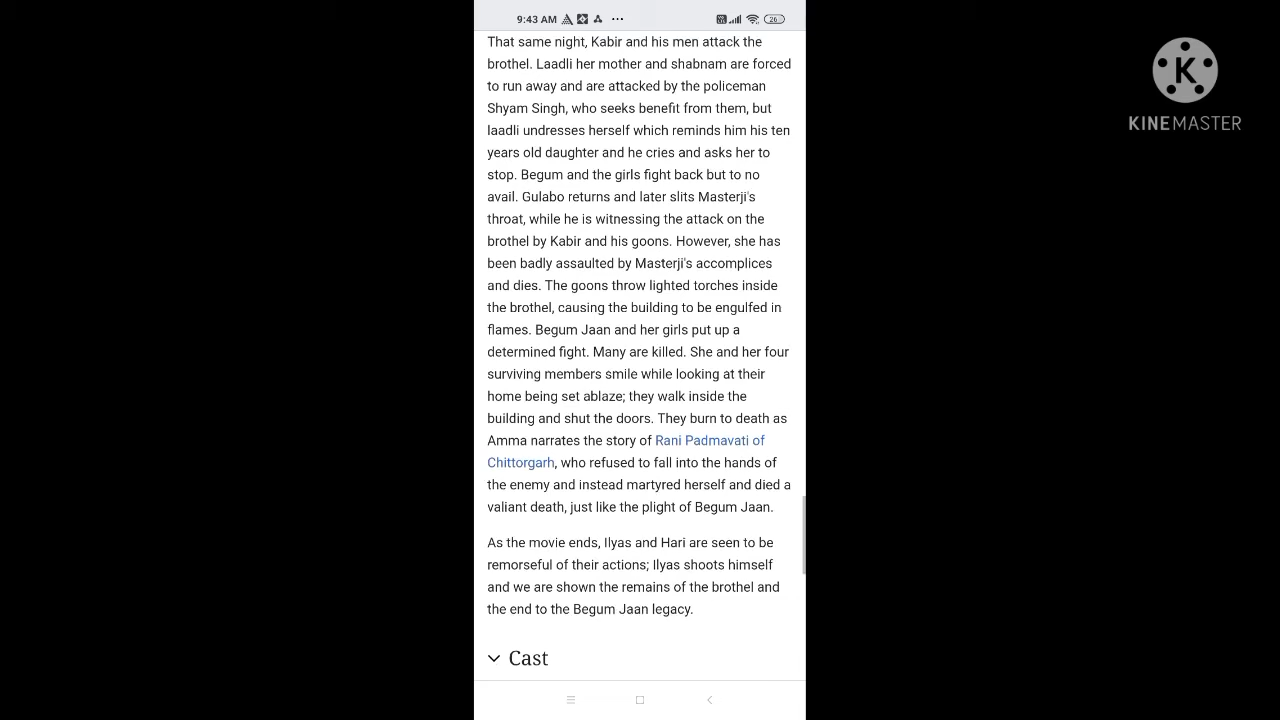 9:43 AM
26
That same night, Kabir and his men attack the
brothel. Laadli her mother and shabnam are forced
to run away and are attacked by the policeman
Shyam Singh, who seeks benefit from them, but
laadli undresses herself which reminds him his ten
years old daughter and he cries and asks her to
stop. Begum and the girls fight back but to no
avail. Gulabo returns and later slits Masterji's
throat, while he is witnessing the attack on the
brothel by Kabir and his goons. However, she has
been badly assaulted by Masterji's accomplices
and dies. The goons throw lighted torches inside
the brothel, causing the building to be engulfed in
flames. Begum Jaan and her girls put up a
determined fight. Many are killed. She and her four
surviving members smile while looking at their
home being set ablaze; they walk inside the
building and shut the doors. They burn to death as
Amma narrates the story of Rani Padmavati of
Chittorgarh, who refused to fall into the hands of
the enemy and instead martyred herself and died a
valiant death, just like the plight of Begum Jaan.
As the movie ends, Ilyas and Hari are seen to be
remorseful of their actions; Ilyas shoots himself
and we are shown the remains of the brothel and
the end to the Begum Jaan legacy.
Cast
K
KINEMASTER